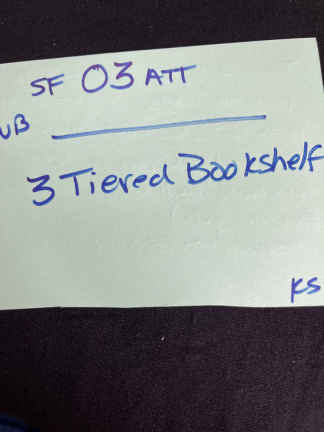 SF 03 ATT
UB
3 Tiered Bookshelf
KS